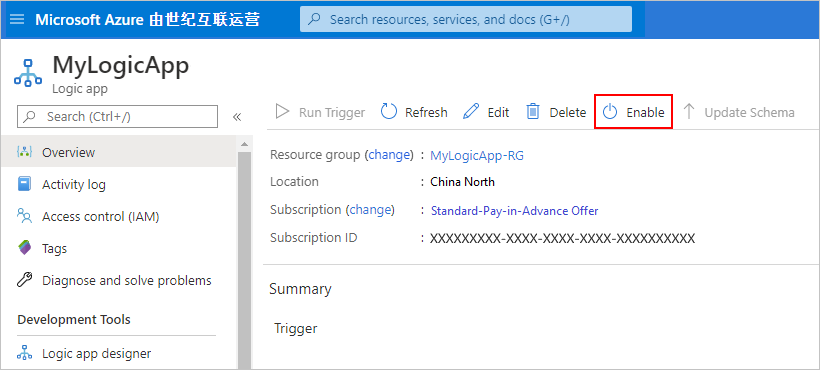 Microsoft Azure 由世纪互联运营
Search resources, services, and docs (G+/)
MyLogicApp
Logic app
Search (Ctrl+/)
«
Run Trigger Refresh Edit Delete Enable Update Schema
Overview
Activity log
Access control (IAM)
Tags
Diagnose and solve problems
Development Tools
Logic app designer
Resource group (change) : MyLogicApp-RG
Location : China North
Subscription (change) : Standard-Pay-in-Advance Offer
Subscription ID : XXXXXXXXX-XXXX-XXXX-XXXX-XXXXXXXXXX
Summary
Trigger